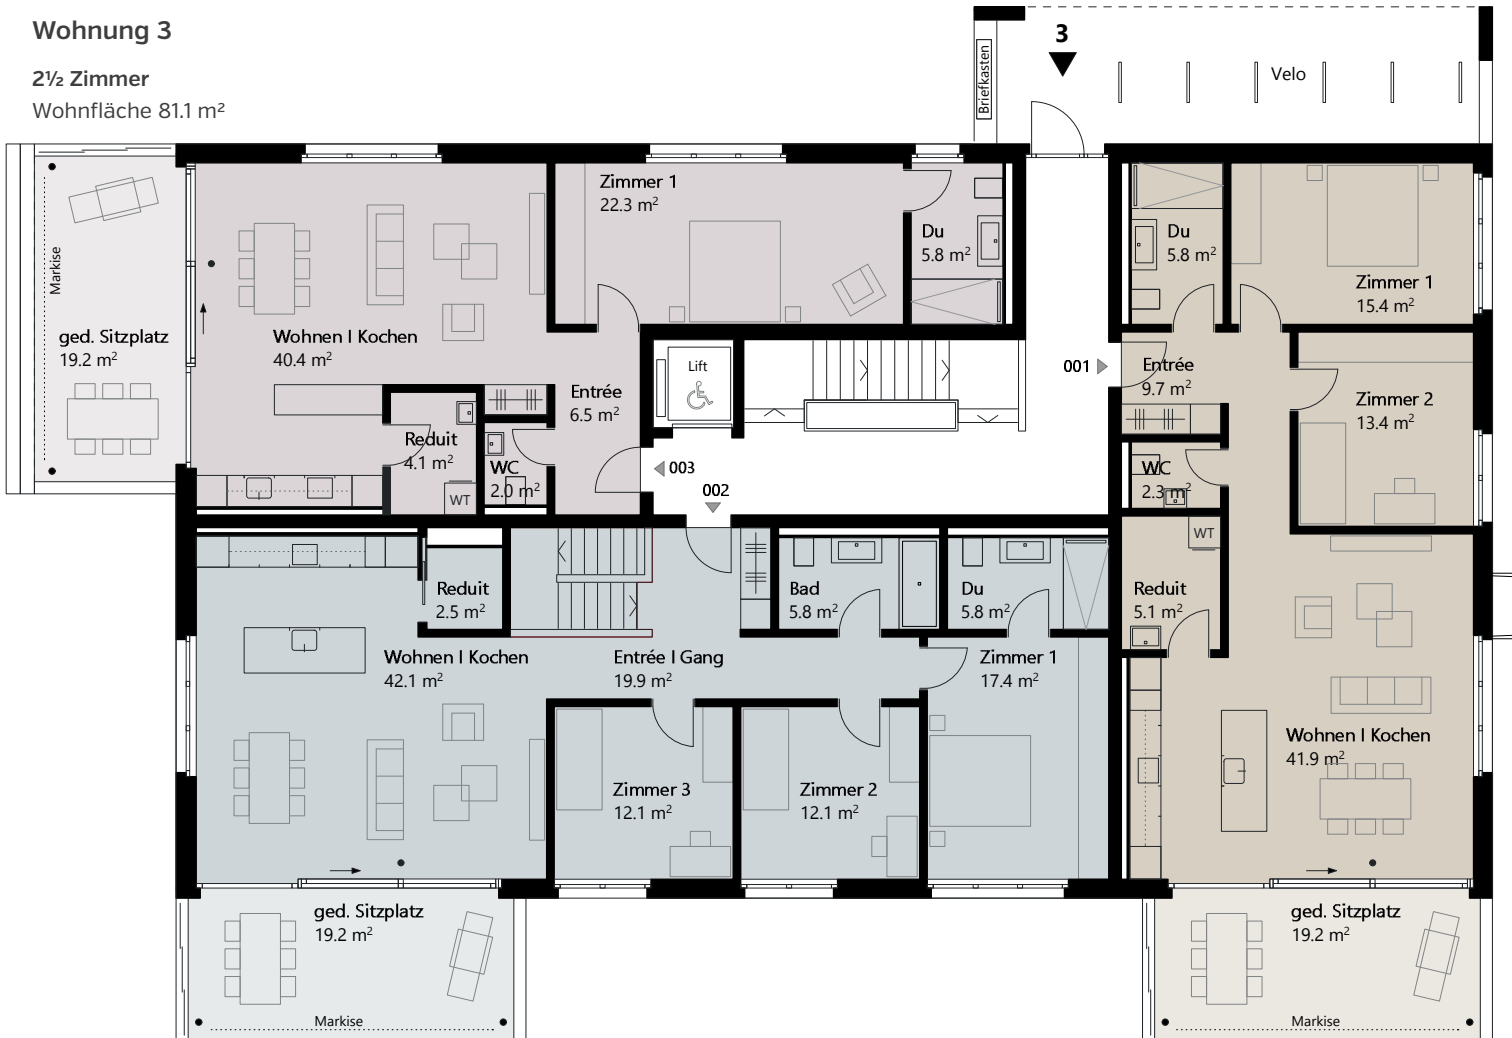 Wohnung 3
2½ Zimmer
Wohnfläche 81.1 m²
3
Briefkasten
Velo
Markise
ged. Sitzplatz
19.2 m²
Wohnen I Kochen
40.4 m²
Zimmer 1
22.3 m²
Du
5.8 m²
Entrée
6.5 m²
Reduit
4.1 m²
WT
WC
2.0 m²
Lift
003
002
001
Du
5.8 m²
Zimmer 1
15.4 m²
Entrée
9.7 m²
Zimmer 2
13.4 m²
WC
2.3 m²
WT
Reduit
5.1 m²
Wohnen I Kochen
41.9 m²
ged. Sitzplatz
19.2 m²
Markise
Reduit
2.5 m²
Wohnen I Kochen
42.1 m²
Entrée I Gang
19.9 m²
Bad
5.8 m²
Du
5.8 m²
Zimmer 1
17.4 m²
Zimmer 3
12.1 m²
Zimmer 2
12.1 m²
ged. Sitzplatz
19.2 m²
Markise